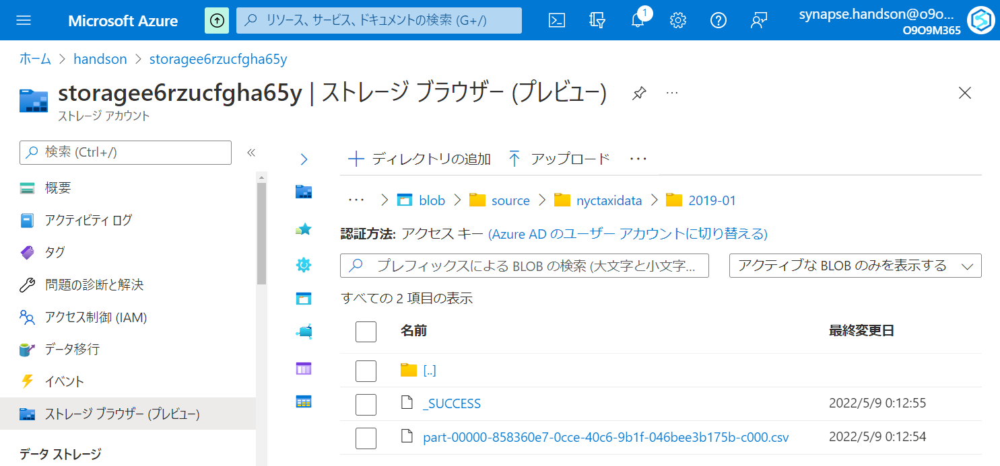 Microsoft Azure
リソース、サービス、ドキュメントの検索 (G+/)
1
synapse.handson@o9o...
O9O9M365
ホーム > handson > storagee6rzucfgha65y
storagee6rzucfgha65y | ストレージ ブラウザー (プレビュー)
ストレージ アカウント
検索 (Ctrl+/)
概要
アクティビティ ログ
タグ
問題の診断と解決
アクセス制御 (IAM)
データ移行
イベント
ストレージ ブラウザー (プレビュー)
データ ストレージ
ディレクトリの追加 アップロード ...
... > blob > source > nyctaxidata > 2019-01
認証方法: アクセス キー (Azure AD のユーザー アカウントに切り替える)
プレフィックスによる BLOB の検索 (大文字と小文字... アクティブな BLOB のみを表示する
すべての 2 項目の表示
名前 最終変更日
[..]
_SUCCESS 2022/5/9 0:12:55
part-00000-858360e7-0cce-40c6-9b1f-046bee3b175b-c000.csv 2022/5/9 0:12:54